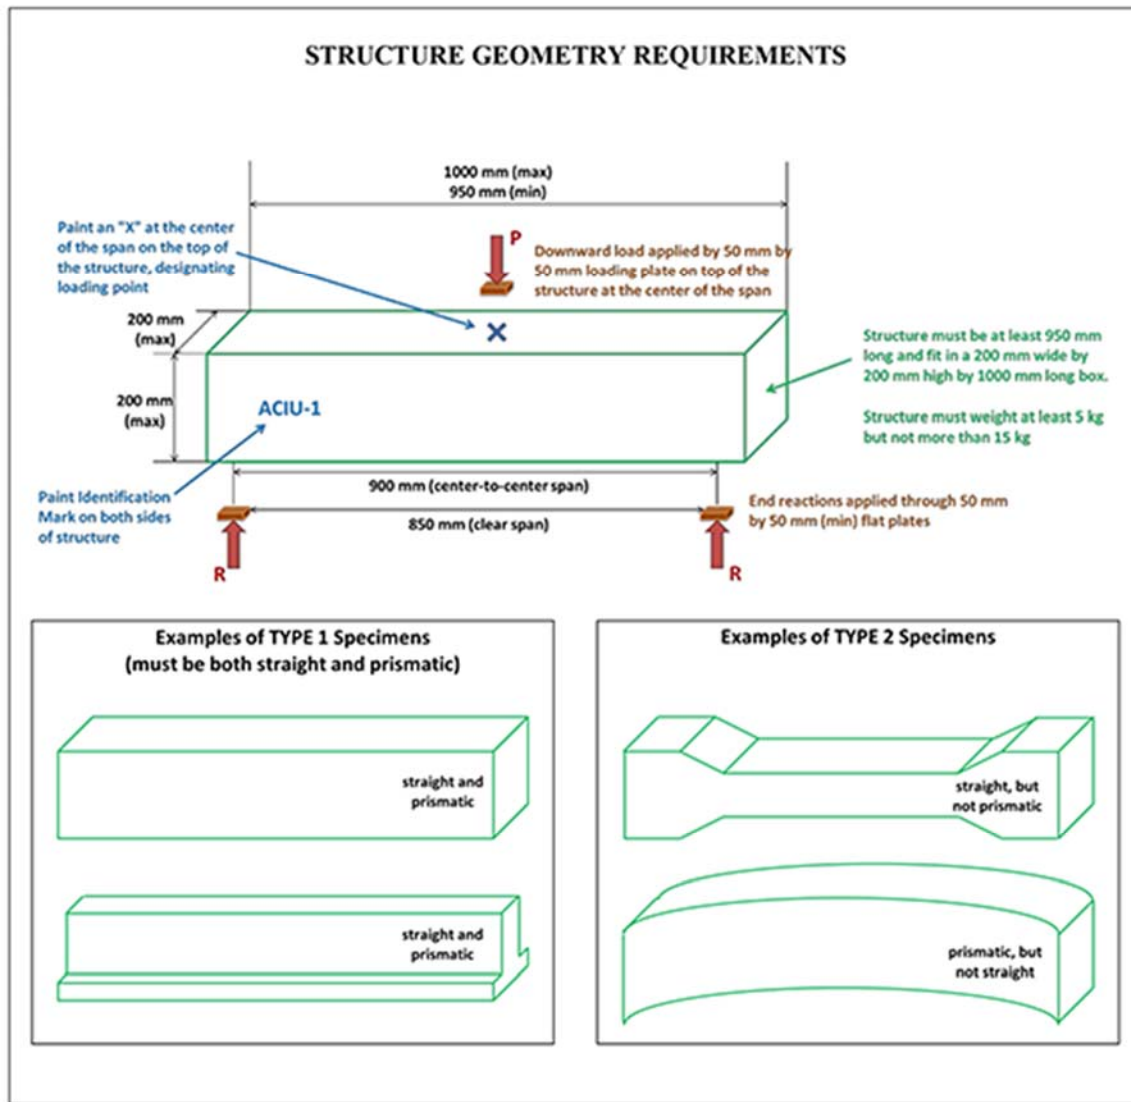 STRUCTURE GEOMETRY REQUIREMENTS
1000 mm (max)
950 mm (min)
Paint an "X" at the center
of the span on the top of
the structure, designating
loading point
P
Downward load applied by 50 mm by
50 mm loading plate on top of the
structure at the center of the span
200 mm
(max)
X
Structure must be at least 950 mm
long and fit in a 200 mm wide by
200 mm high by 1000 mm long box.
Structure must weight at least 5 kg
but not more than 15 kg
200 mm
(max)
ACIU-1
Paint Identification
Mark on both sides
of structure
900 mm (center-to-center span)
850 mm (clear span)
End reactions applied through 50 mm
by 50 mm (min) flat plates
R
R
Examples of TYPE 1 Specimens
(must be both straight and prismatic)
straight and
prismatic
straight and
prismatic
Examples of TYPE 2 Specimens
straight, but
not prismatic
prismatic, but
not straight